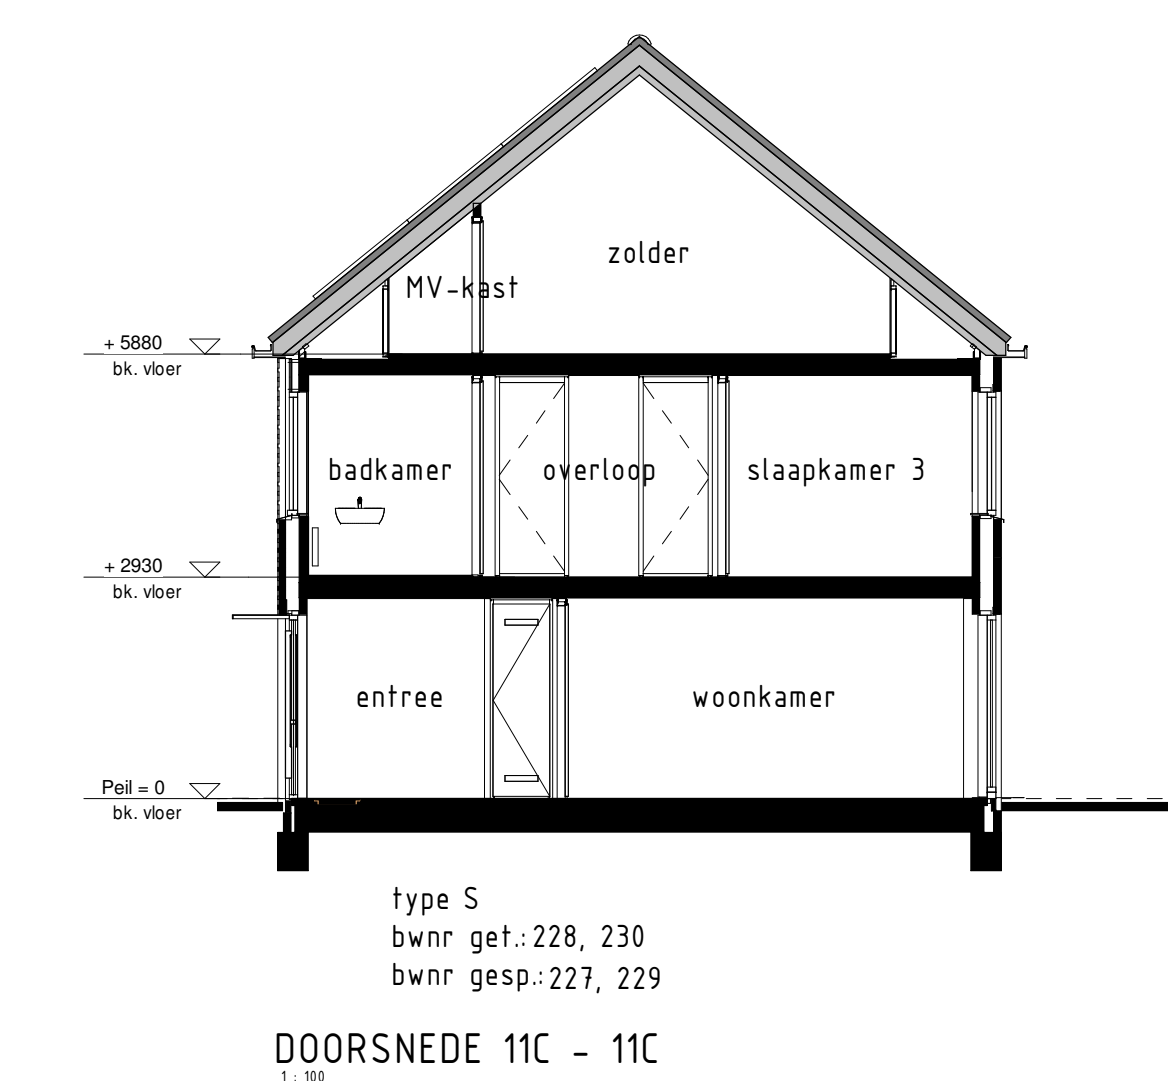 zolder
MV-kast
+ 5880
bk. vloer
badkamer
overloop
slaapkamer 3
+ 2930
bk. vloer
entree
woonkamer
Peil = 0
bk. vloer
type S
bwnr get.: 228, 230
bwnr gesp.: 227, 229
DOORSNEDE 11C - 11C
1 : 100